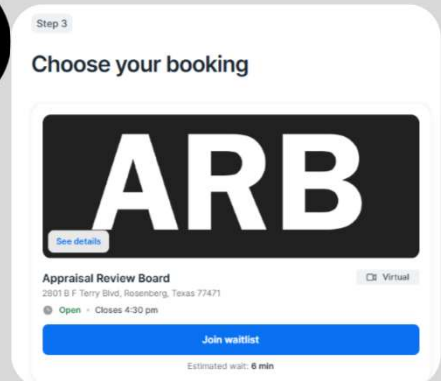 Step 3
Choose your booking
ARB
See details
Appraisal Review Board
Virtual
2801 B F Terry Blvd, Rosenberg, Texas 77471
Open · Closes 4:30 pm
Join waitlist
Estimated wait: 6 min